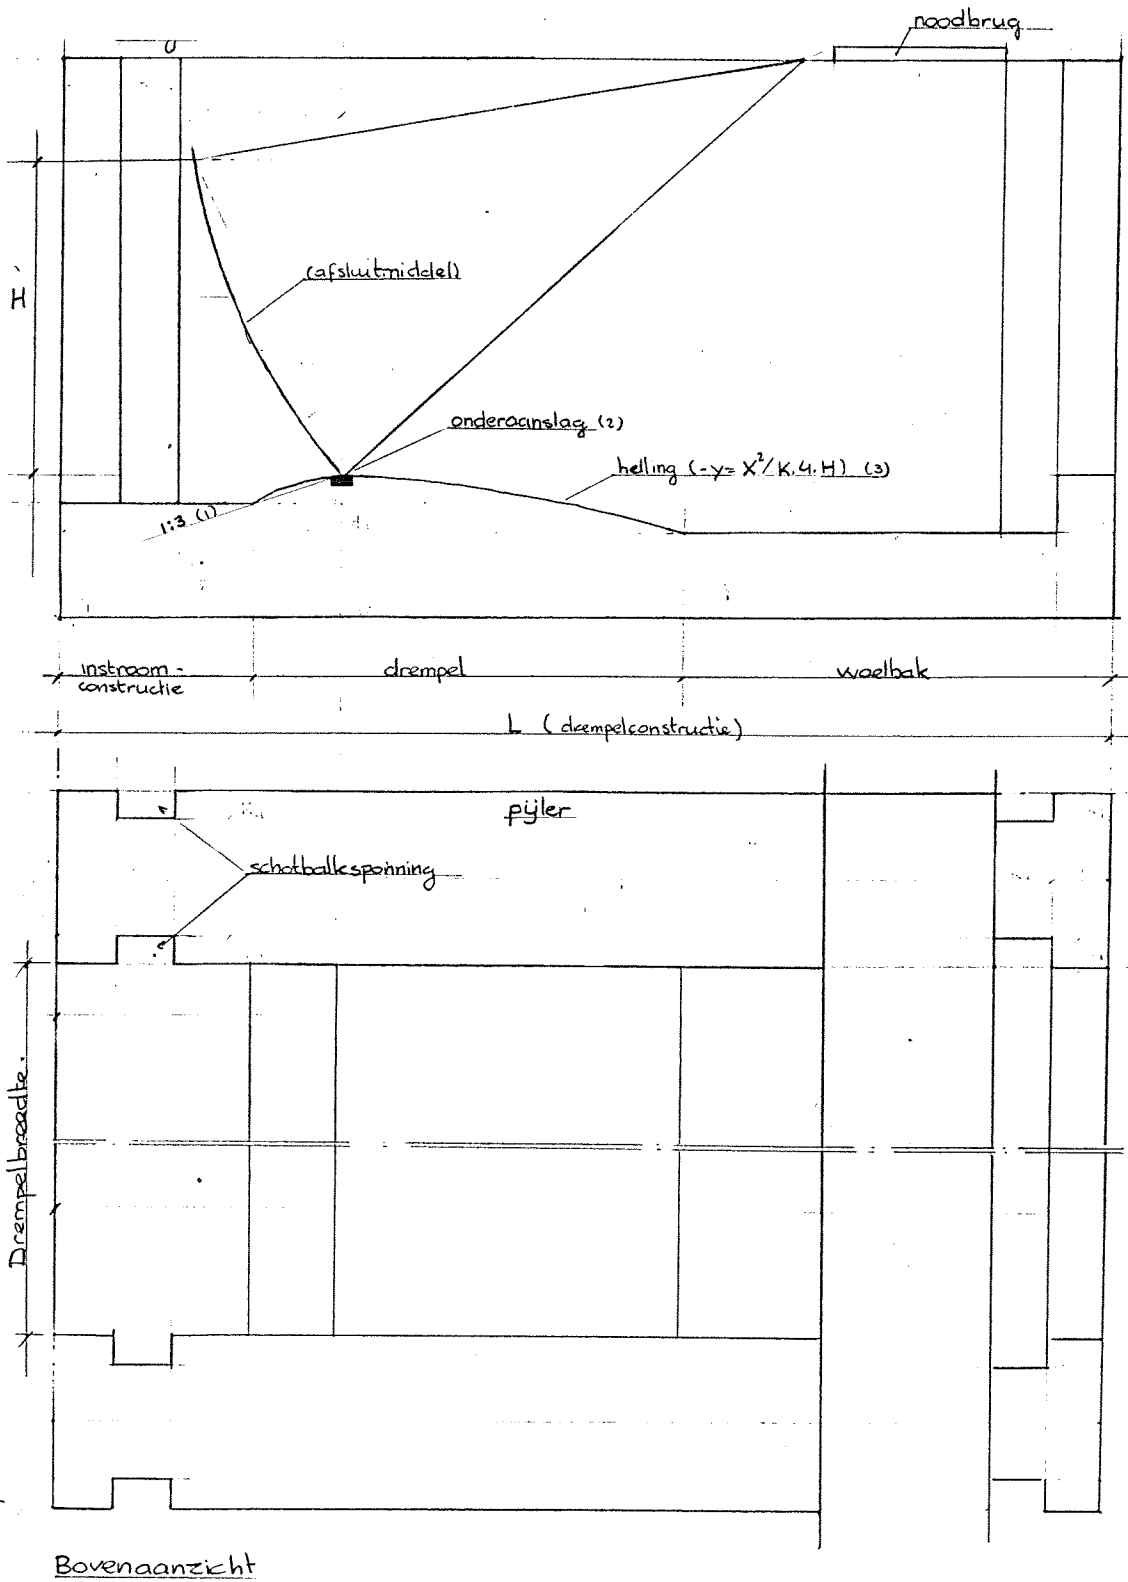 noodbrug
H
(afsluitmiddel)
onderaanslag (2)
helling (-y= X²/K.4.H) (3)
1:3 (1)
instroom-
constructie
drempel
woelbak
L (drempelconstructie)
pijler
schotbalksponning
Drempelbreedte.
Bovenaanzicht